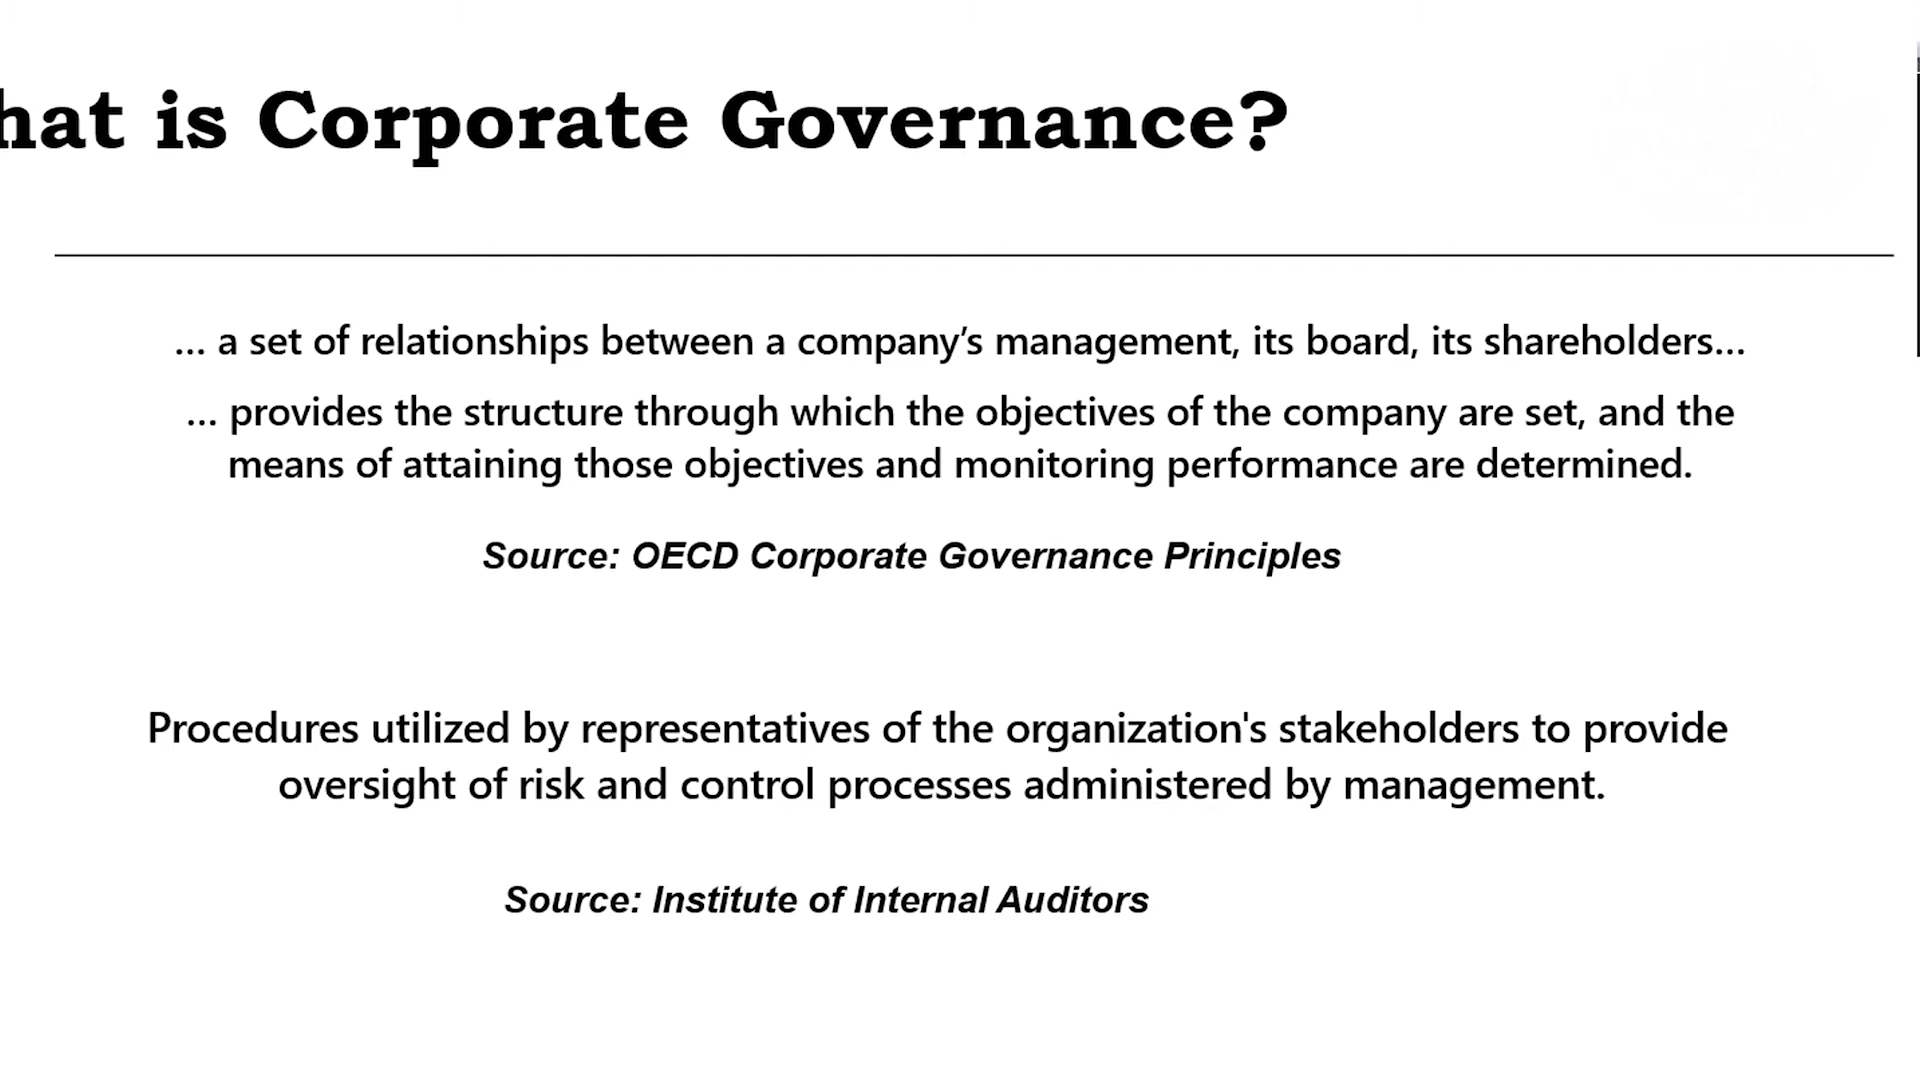 hat is Corporate Governance?
... a set of relationships between a company’s management, its board, its shareholders...
... provides the structure through which the objectives of the company are set, and the
means of attaining those objectives and monitoring performance are determined.
Source: OECD Corporate Governance Principles
Procedures utilized by representatives of the organization's stakeholders to provide
oversight of risk and control processes administered by management.
Source: Institute of Internal Auditors